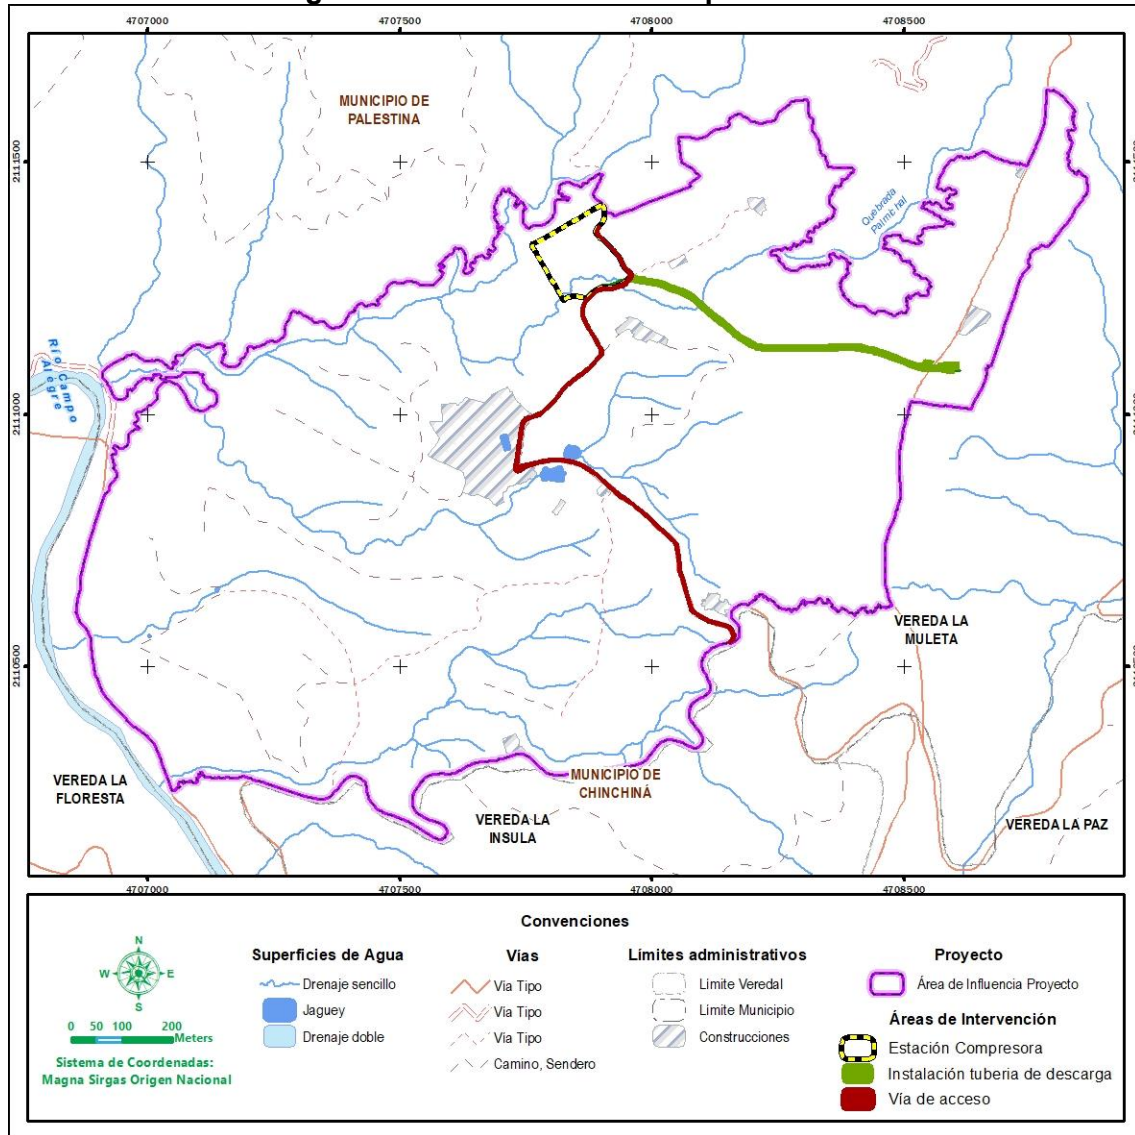 4707000
4707500
4708000
4708500
MUNICIPIO DE
PALESTINA
2111500
Quebrada
Palmichal
Río Campo
Alegre
2111000
VEREDA LA
MULETA
2110500
VEREDA LA
FLORESTA
MUNICIPIO DE
CHINCHINÁ
VEREDA LA
INSULA
VEREDA LA PAZ
4707000
4707500
4708000
4708500
Convenciones
N
W
E
S
0 50 100 200
Meters
Sistema de Coordenadas:
Magna Sirgas Origen Nacional
Superficies de Agua
Drenaje sencillo
Jaguey
Drenaje doble
Vías
Via Tipo
Via Tipo
Via Tipo
Camino, Sendero
Límites administrativos
Limite Veredal
Limite Municipio
Construcciones
Proyecto
Área de Influencia Proyecto
Áreas de Intervención
Estación Compresora
Instalación tuberia de descarga
Vía de acceso